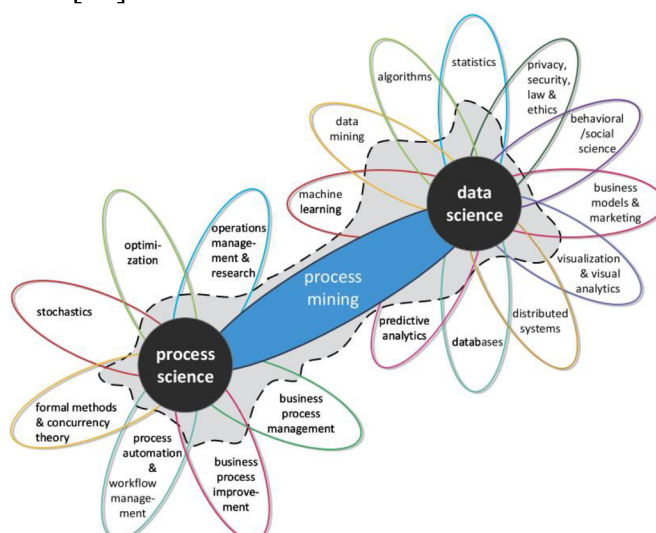 statistics
algorithms
privacy,
security,
law &
ethics
data
mining
behavioral
/social
science
machine
learning
data
science
business
models &
marketing
operations
manage-
ment &
research
optimi-
zation
process
mining
visualization
& visual
analytics
stochastics
predictive
analytics
databases
distributed
systems
process
science
formal methods
& concurrency
theory
business
process
management
process
automation
&
workflow
manage-
ment
business
process
improve-
ment